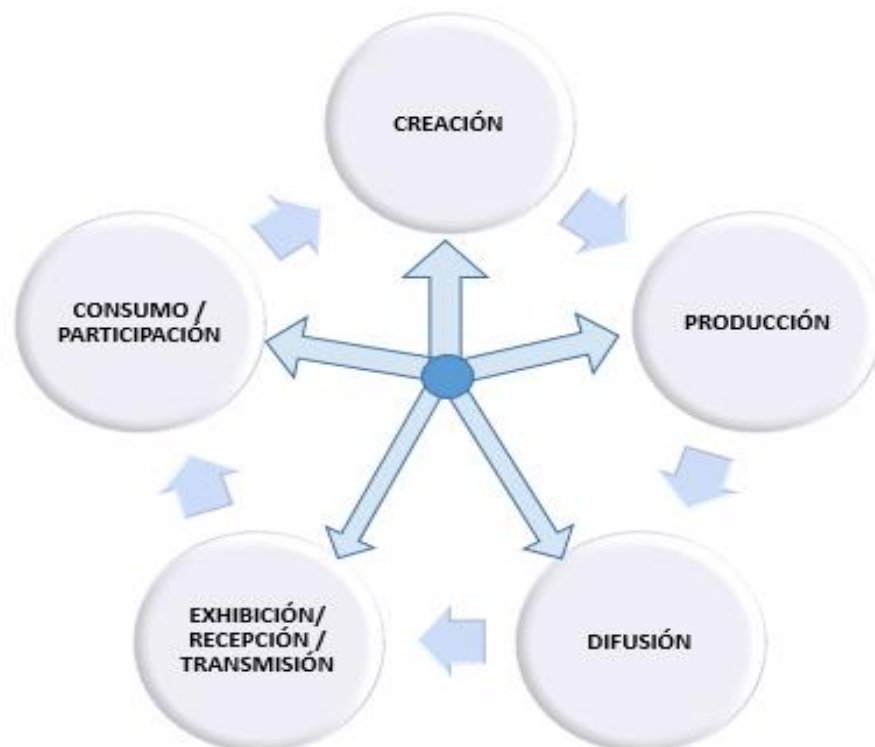 CREACIÓN
PRODUCCIÓN
DIFUSIÓN
EXHIBICIÓN/
RECEPCIÓN /
TRANSMISIÓN
CONSUMO /
PARTICIPACIÓN